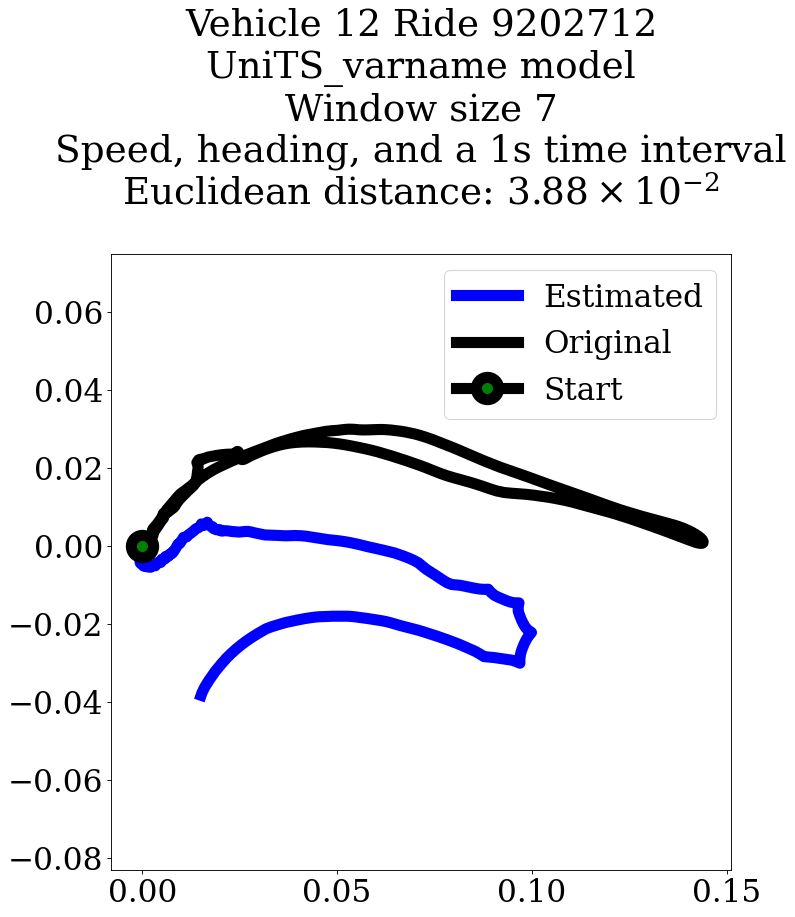 Vehicle 12 Ride 9202712
UniTS_varname model
Window size 7
Speed, heading, and a 1s time interval
Euclidean distance: 3.88 × 10⁻²
Estimated
Original
Start
0.06
0.04
0.02
0.00
−0.02
−0.04
−0.06
−0.08
0.00 0.05 0.10 0.15